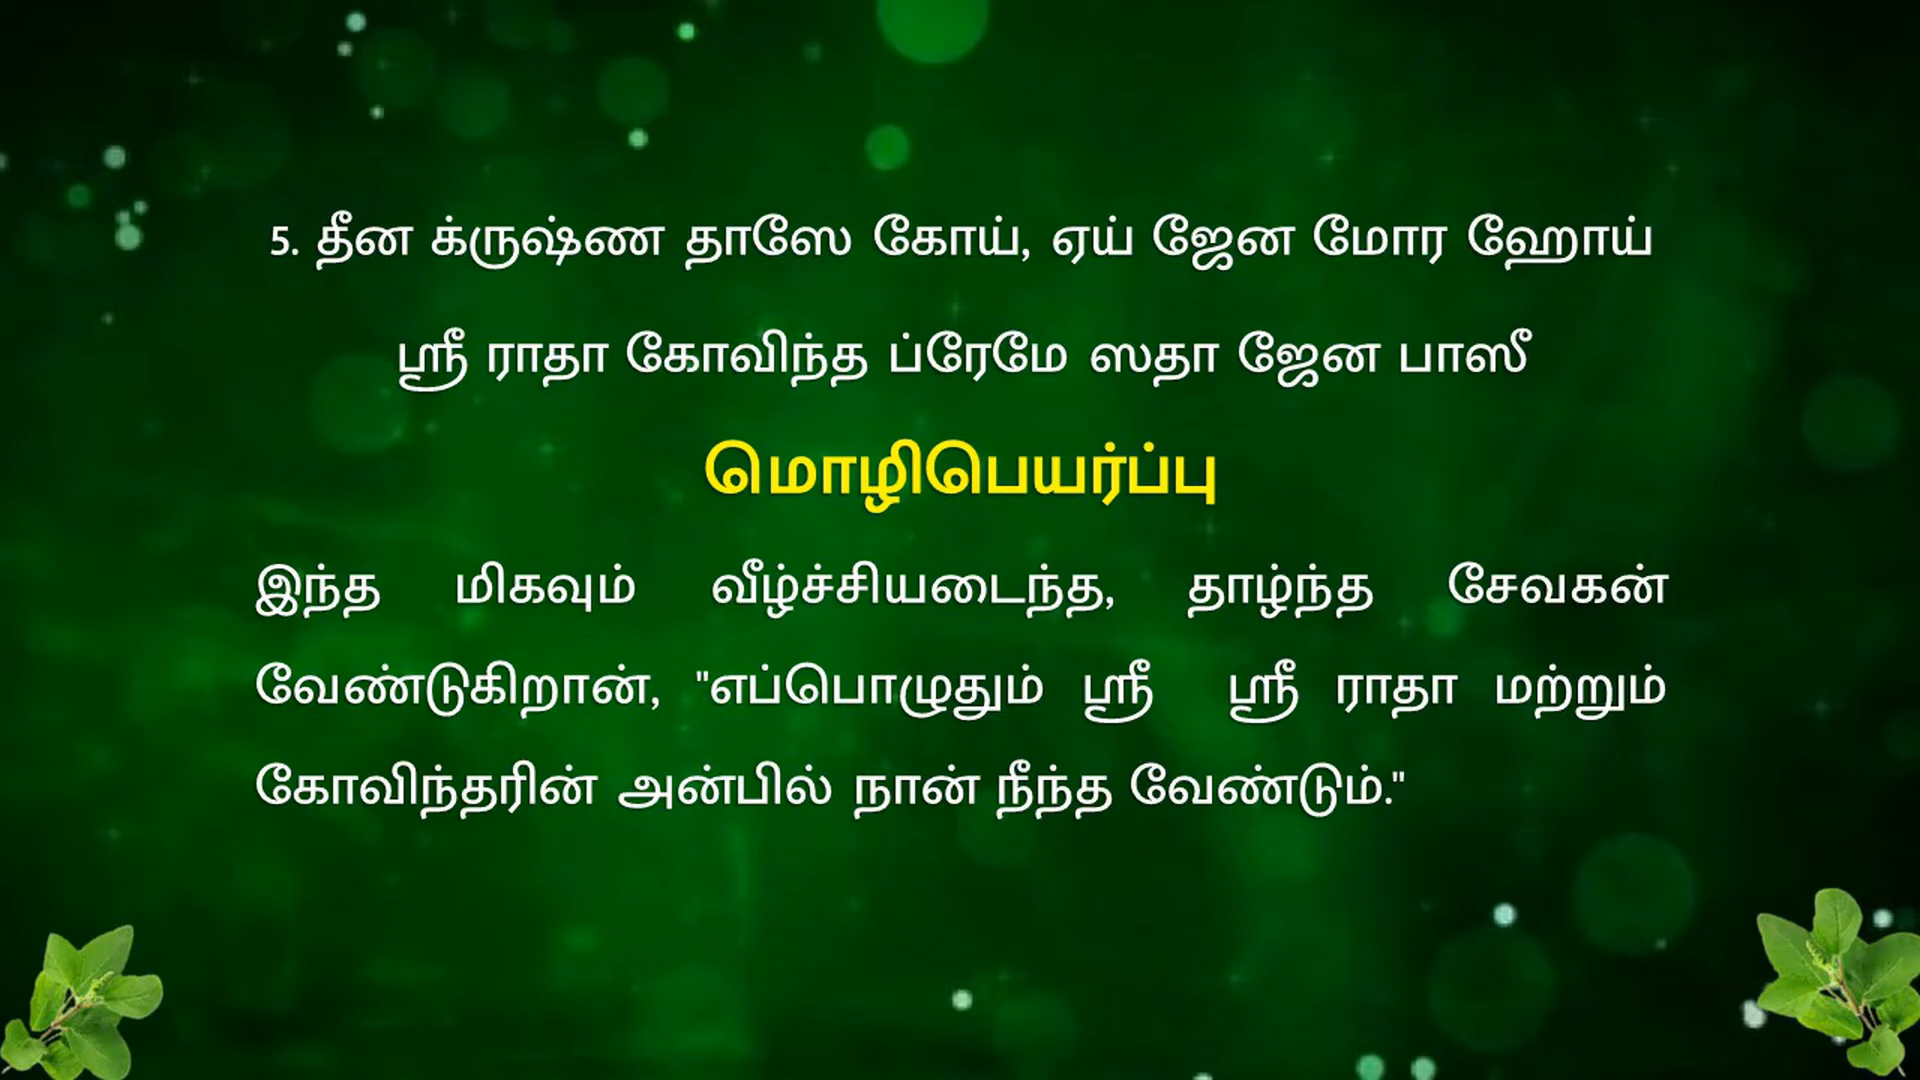 5. தீன க்ருஷ்ண தாஸே கோய், ஏய் ஜேன மோர ஹோய்
ஸ்ரீ ராதா கோவிந்த ப்ரேமே ஸதா ஜேன பாஸீ
மொழிபெயர்ப்பு
இந்த மிகவும் வீழ்ச்சியடைந்த, தாழ்ந்த சேவகன்
வேண்டுகிறான், "எப்பொழுதும் ஸ்ரீ ஸ்ரீ ராதா மற்றும்
கோவிந்தரின் அன்பில் நான் நீந்த வேண்டும்."